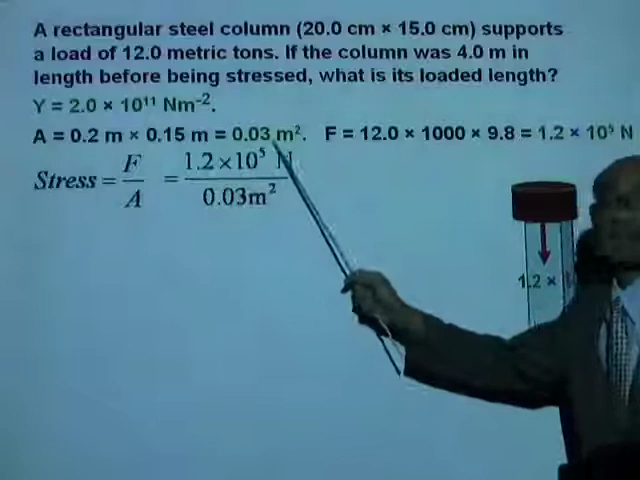 A rectangular steel column (20.0 cm × 15.0 cm) supports
a load of 12.0 metric tons. If the column was 4.0 m in
length before being stressed, what is its loaded length?
Y = 2.0 × 10¹¹ Nm⁻².
A = 0.2 m × 0.15 m = 0.03 m². F = 12.0 × 1000 × 9.8 = 1.2 × 10⁵ N
Stress = F/A = 1.2×10⁵ N / 0.03m²
1.2 ×